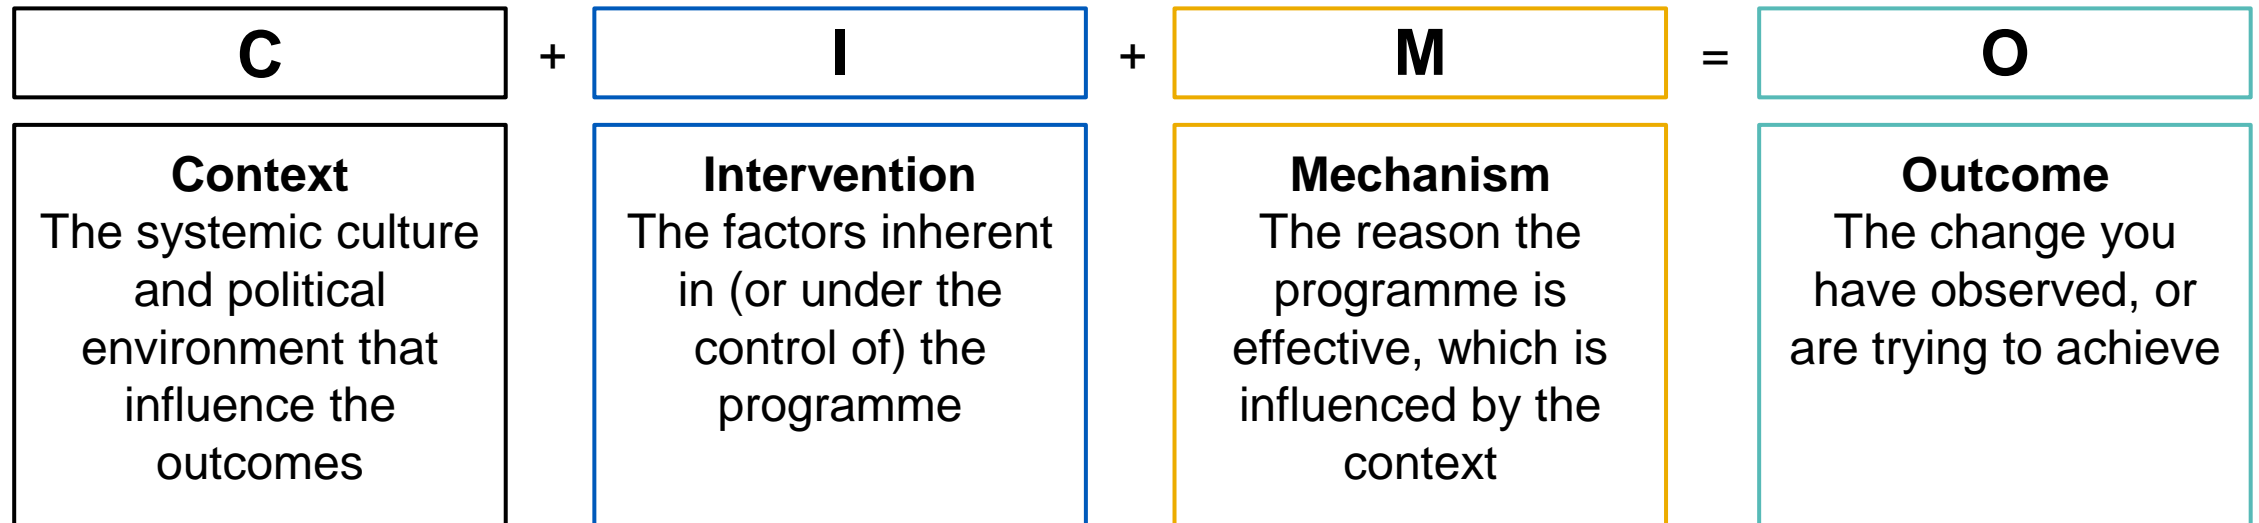 C + I + M = O
Context
The systemic culture
and political
environment that
influence the
outcomes
Intervention
The factors inherent
in (or under the
control of) the
programme
Mechanism
The reason the
programme is
effective, which is
influenced by the
context
Outcome
The change you
have observed, or
are trying to achieve